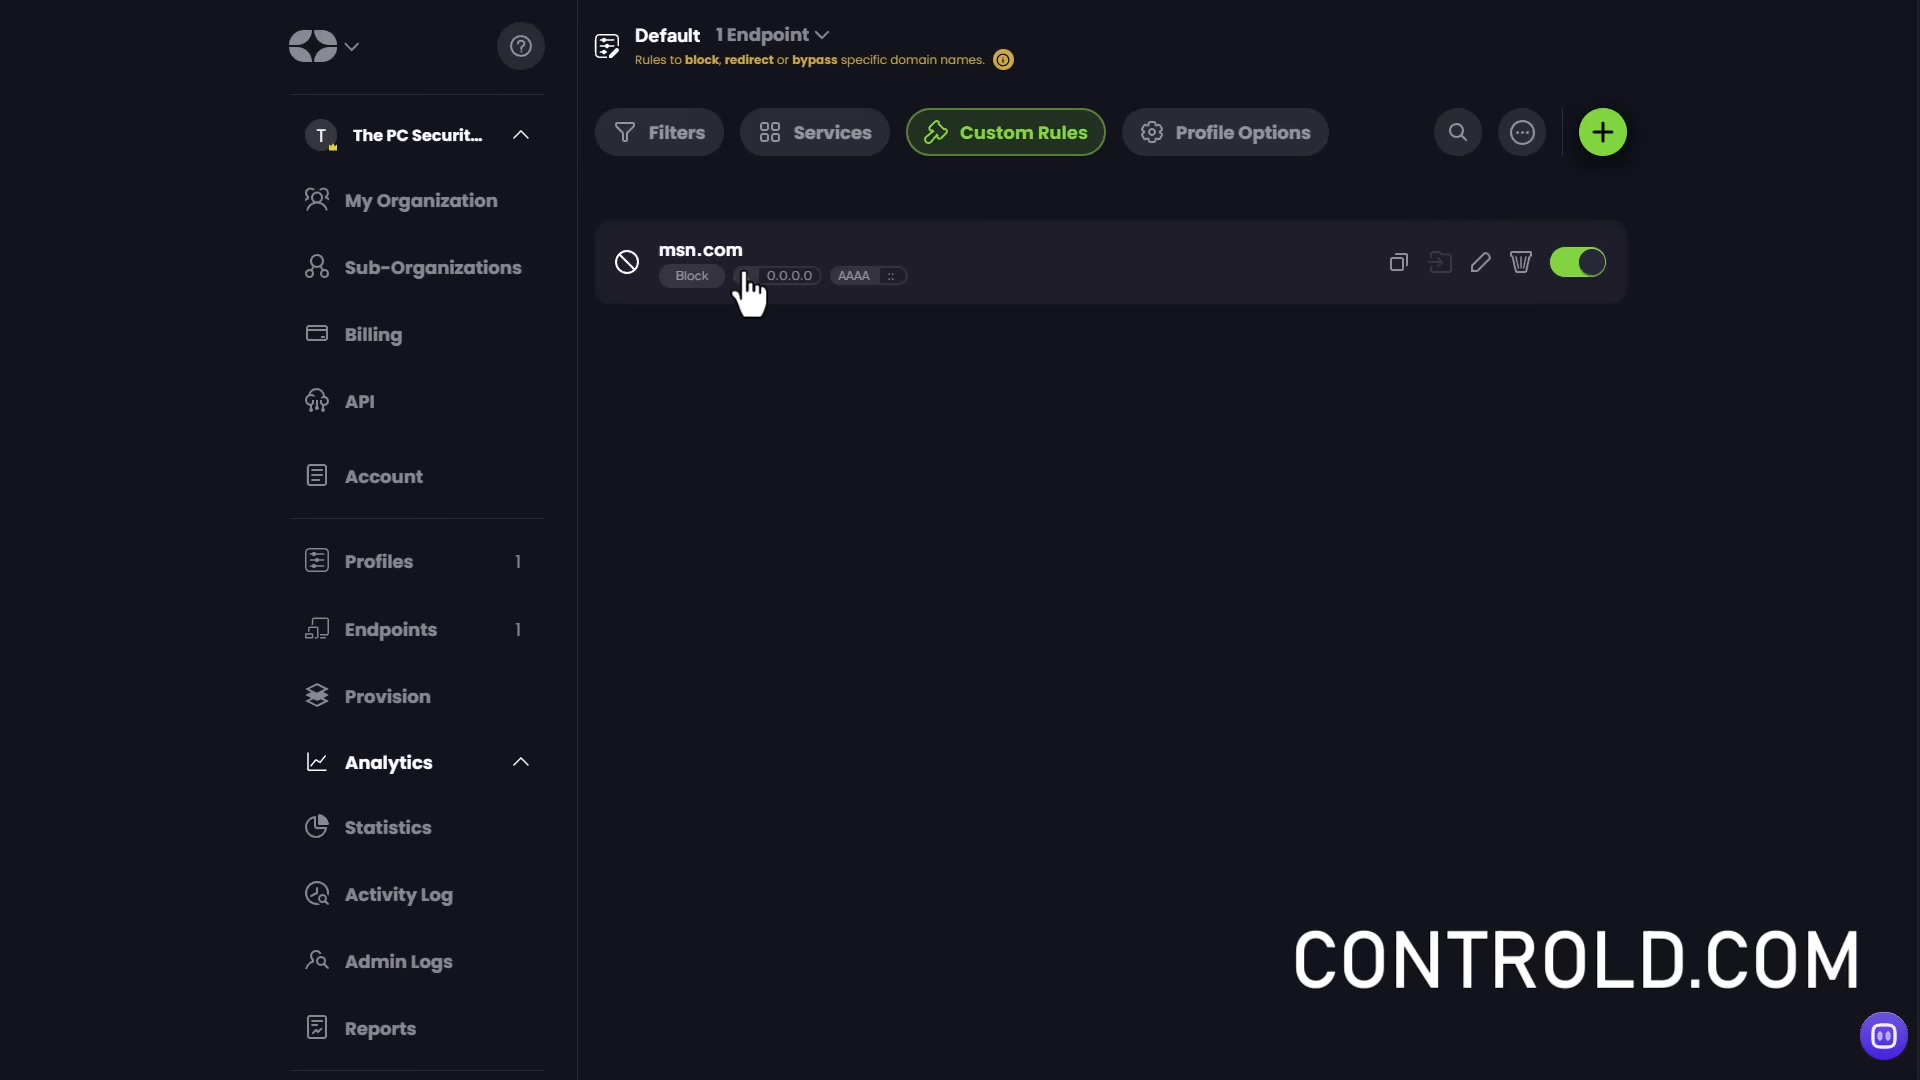 Default 1 Endpoint
Rules to block, redirect or bypass specific domain names.
T The PC Securit...
My Organization
Sub-Organizations
Billing
API
Account
Profiles 1
Endpoints 1
Provision
Analytics
Statistics
Activity Log
Admin Logs
Reports
Filters Services Custom Rules Profile Options
msn.com
Block 0.0.0.0 AAAA ::
CONTROLD.COM